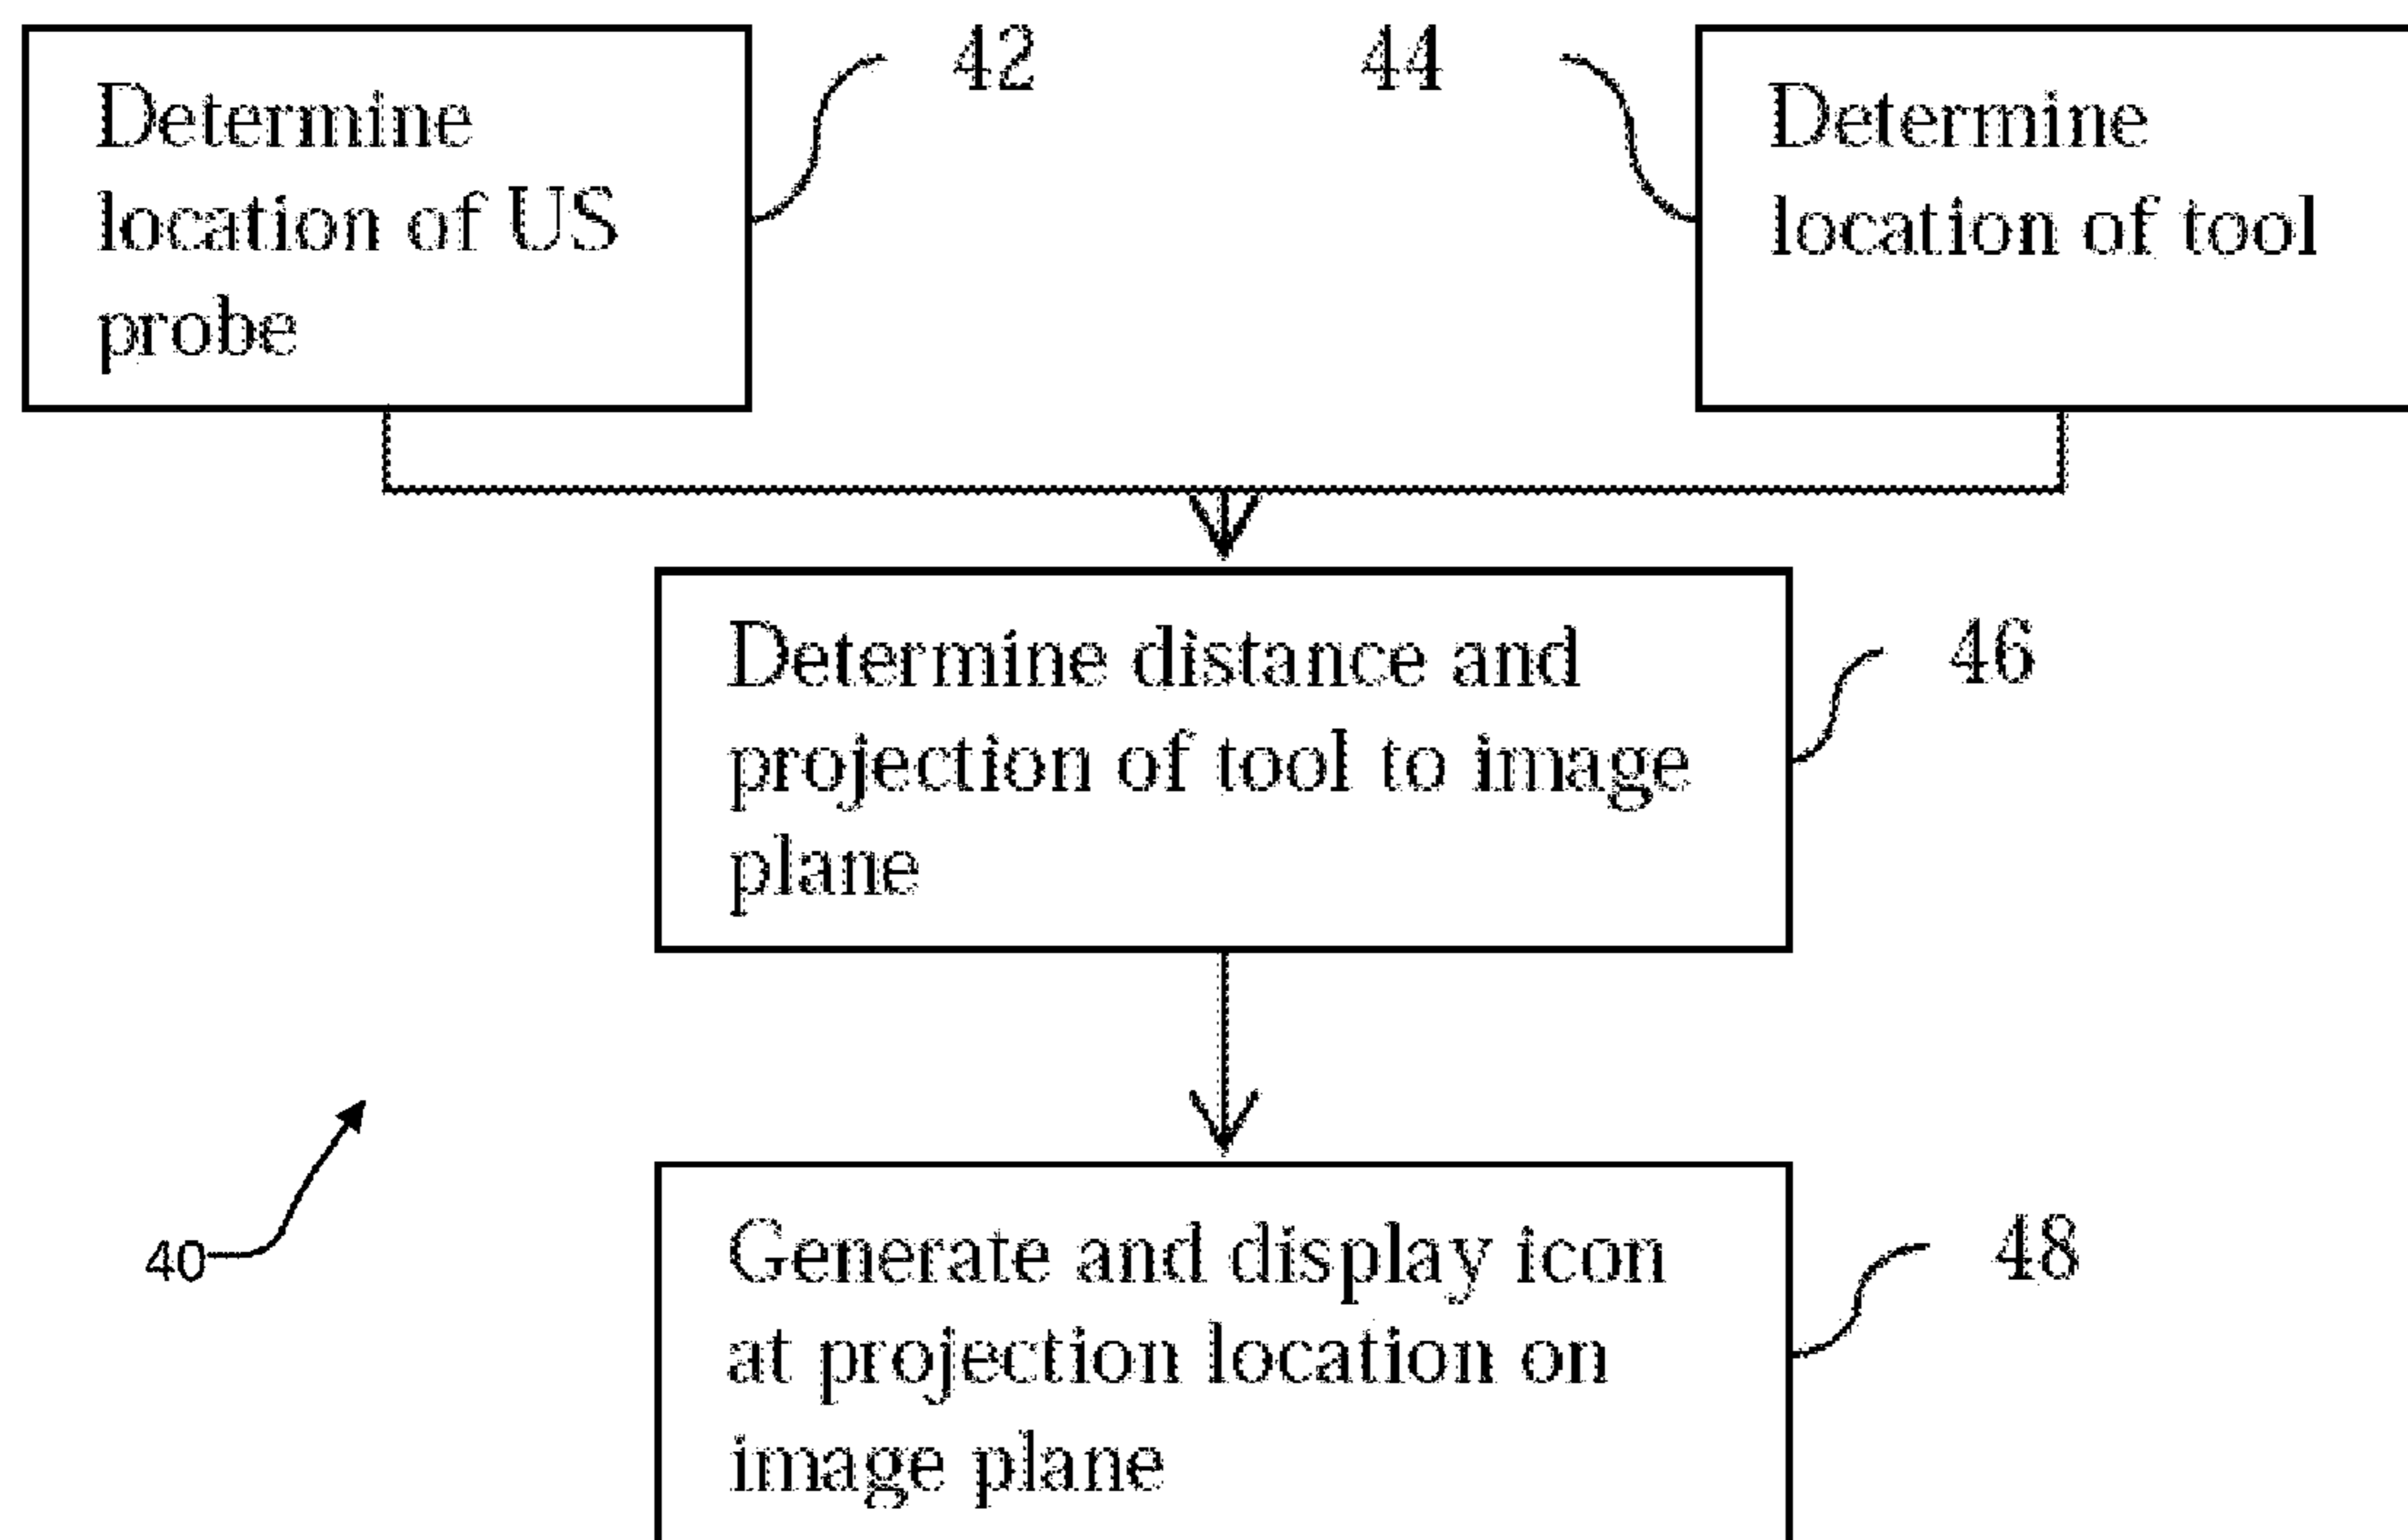 Determine
location of US
probe
42
44
Determine
location of tool
Determine distance and
projection of tool to image
plane
46
40
Generate and display icon
at projection location on
image plane
48